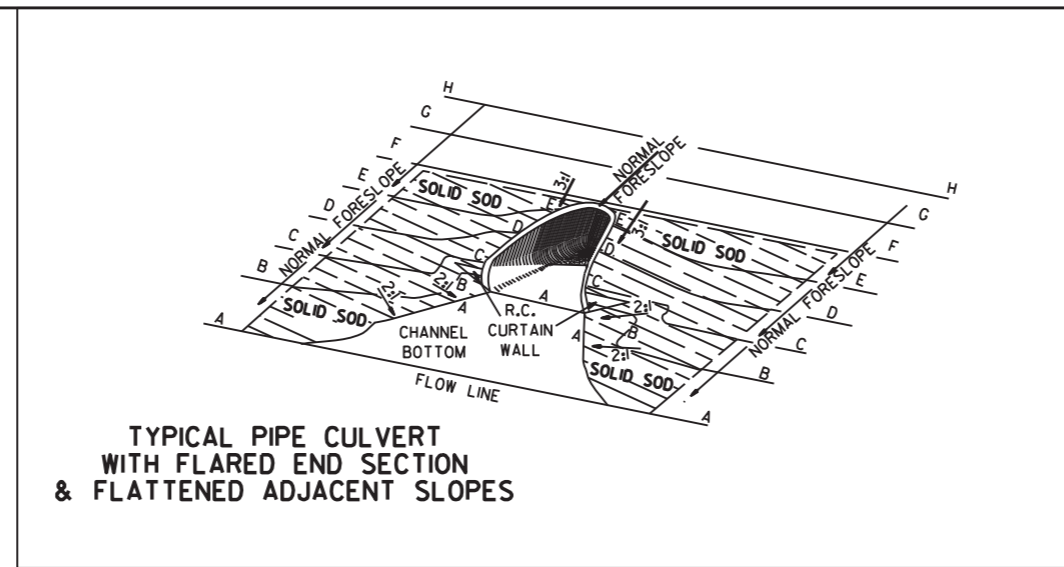 H
G
F
E
D
C
B
A
NORMAL FORESLOPE
SOLID SOD
SOLID SOD
2:1
2:1
3:1
E
D
C
B
A
NORMAL
FORESLOPE
E
3:1
D
C
A
A
B
2:1
2:1
SOLID SOD
SOLID SOD
NORMAL FORESLOPE
H
G
F
E
D
C
B
A
CHANNEL
BOTTOM
R.C.
CURTAIN
WALL
FLOW LINE
TYPICAL PIPE CULVERT
WITH FLARED END SECTION
& FLATTENED ADJACENT SLOPES